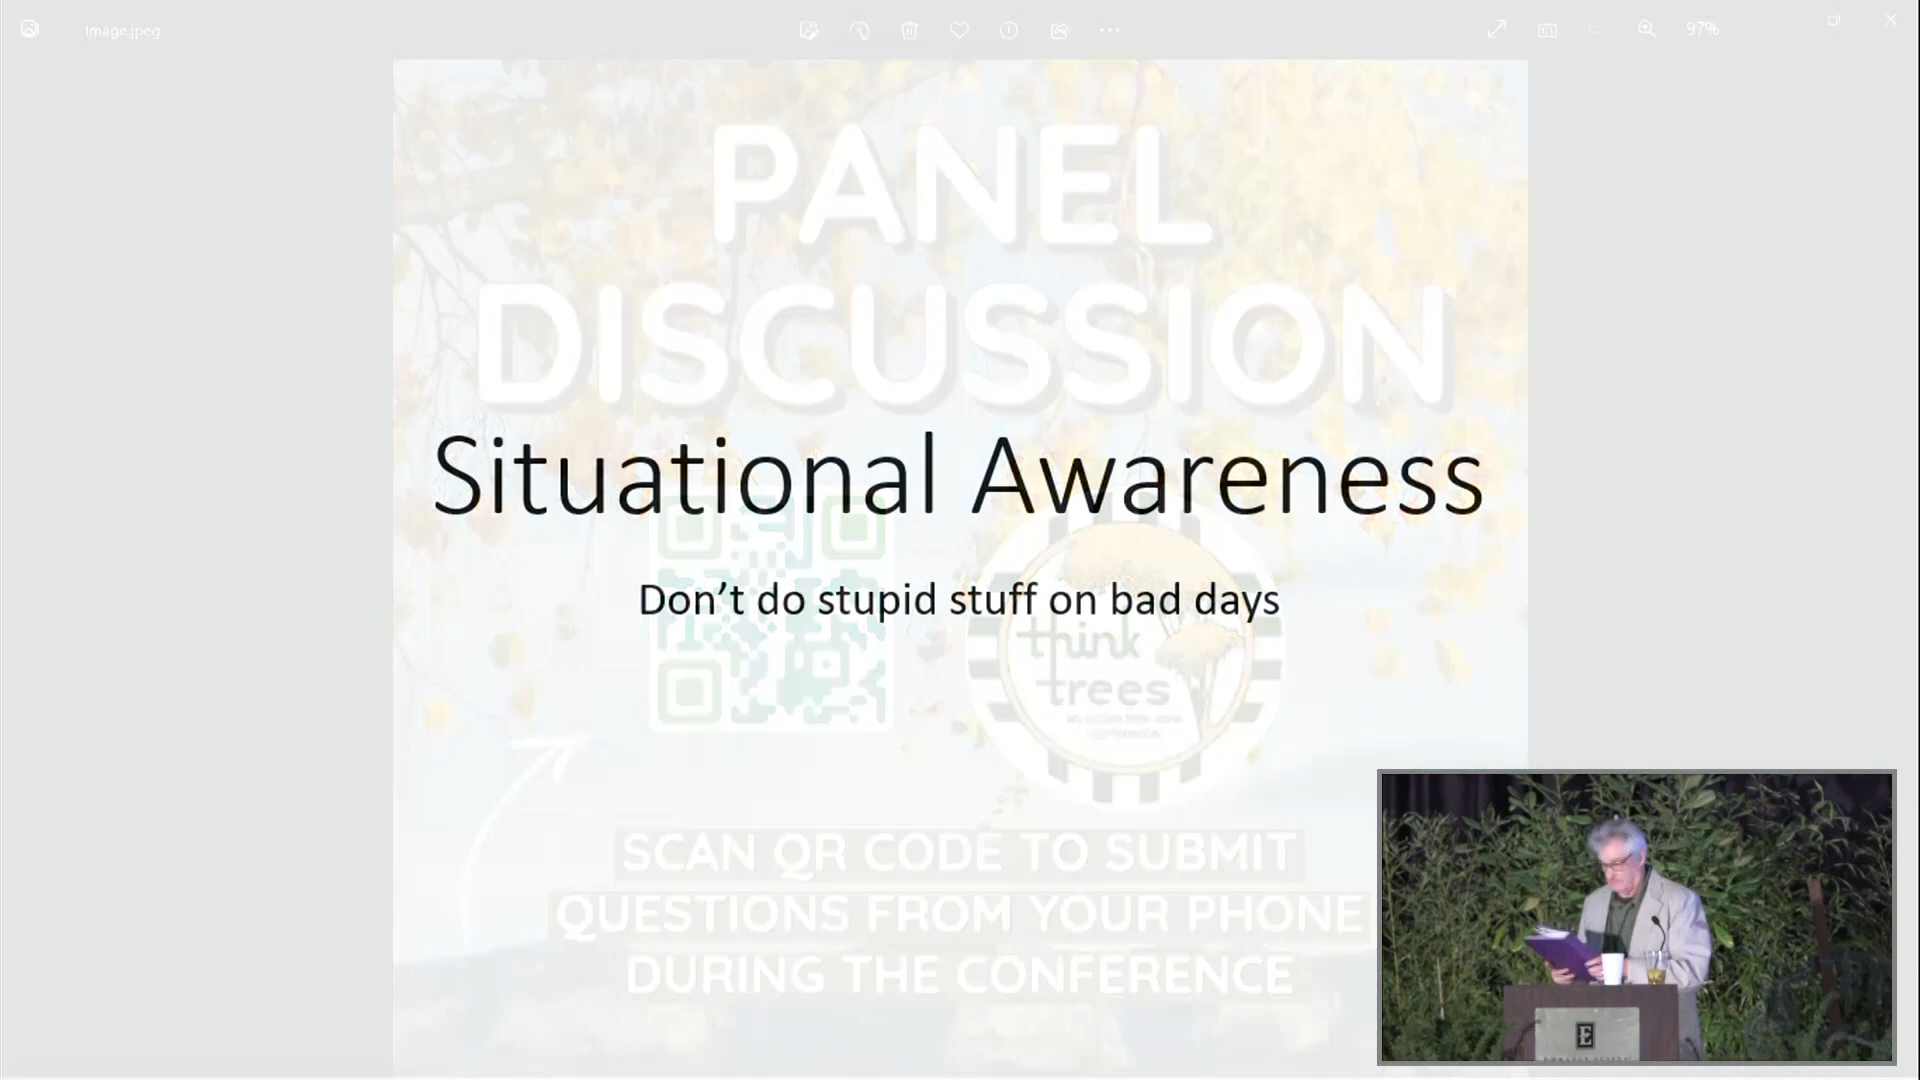 Image.jpeg
97%
PANEL
DISCUSSION
Situational Awareness
Don't do stupid stuff on bad days
think
trees
SCAN QR CODE TO SUBMIT
QUESTIONS FROM YOUR PHONE
DURING THE CONFERENCE
E